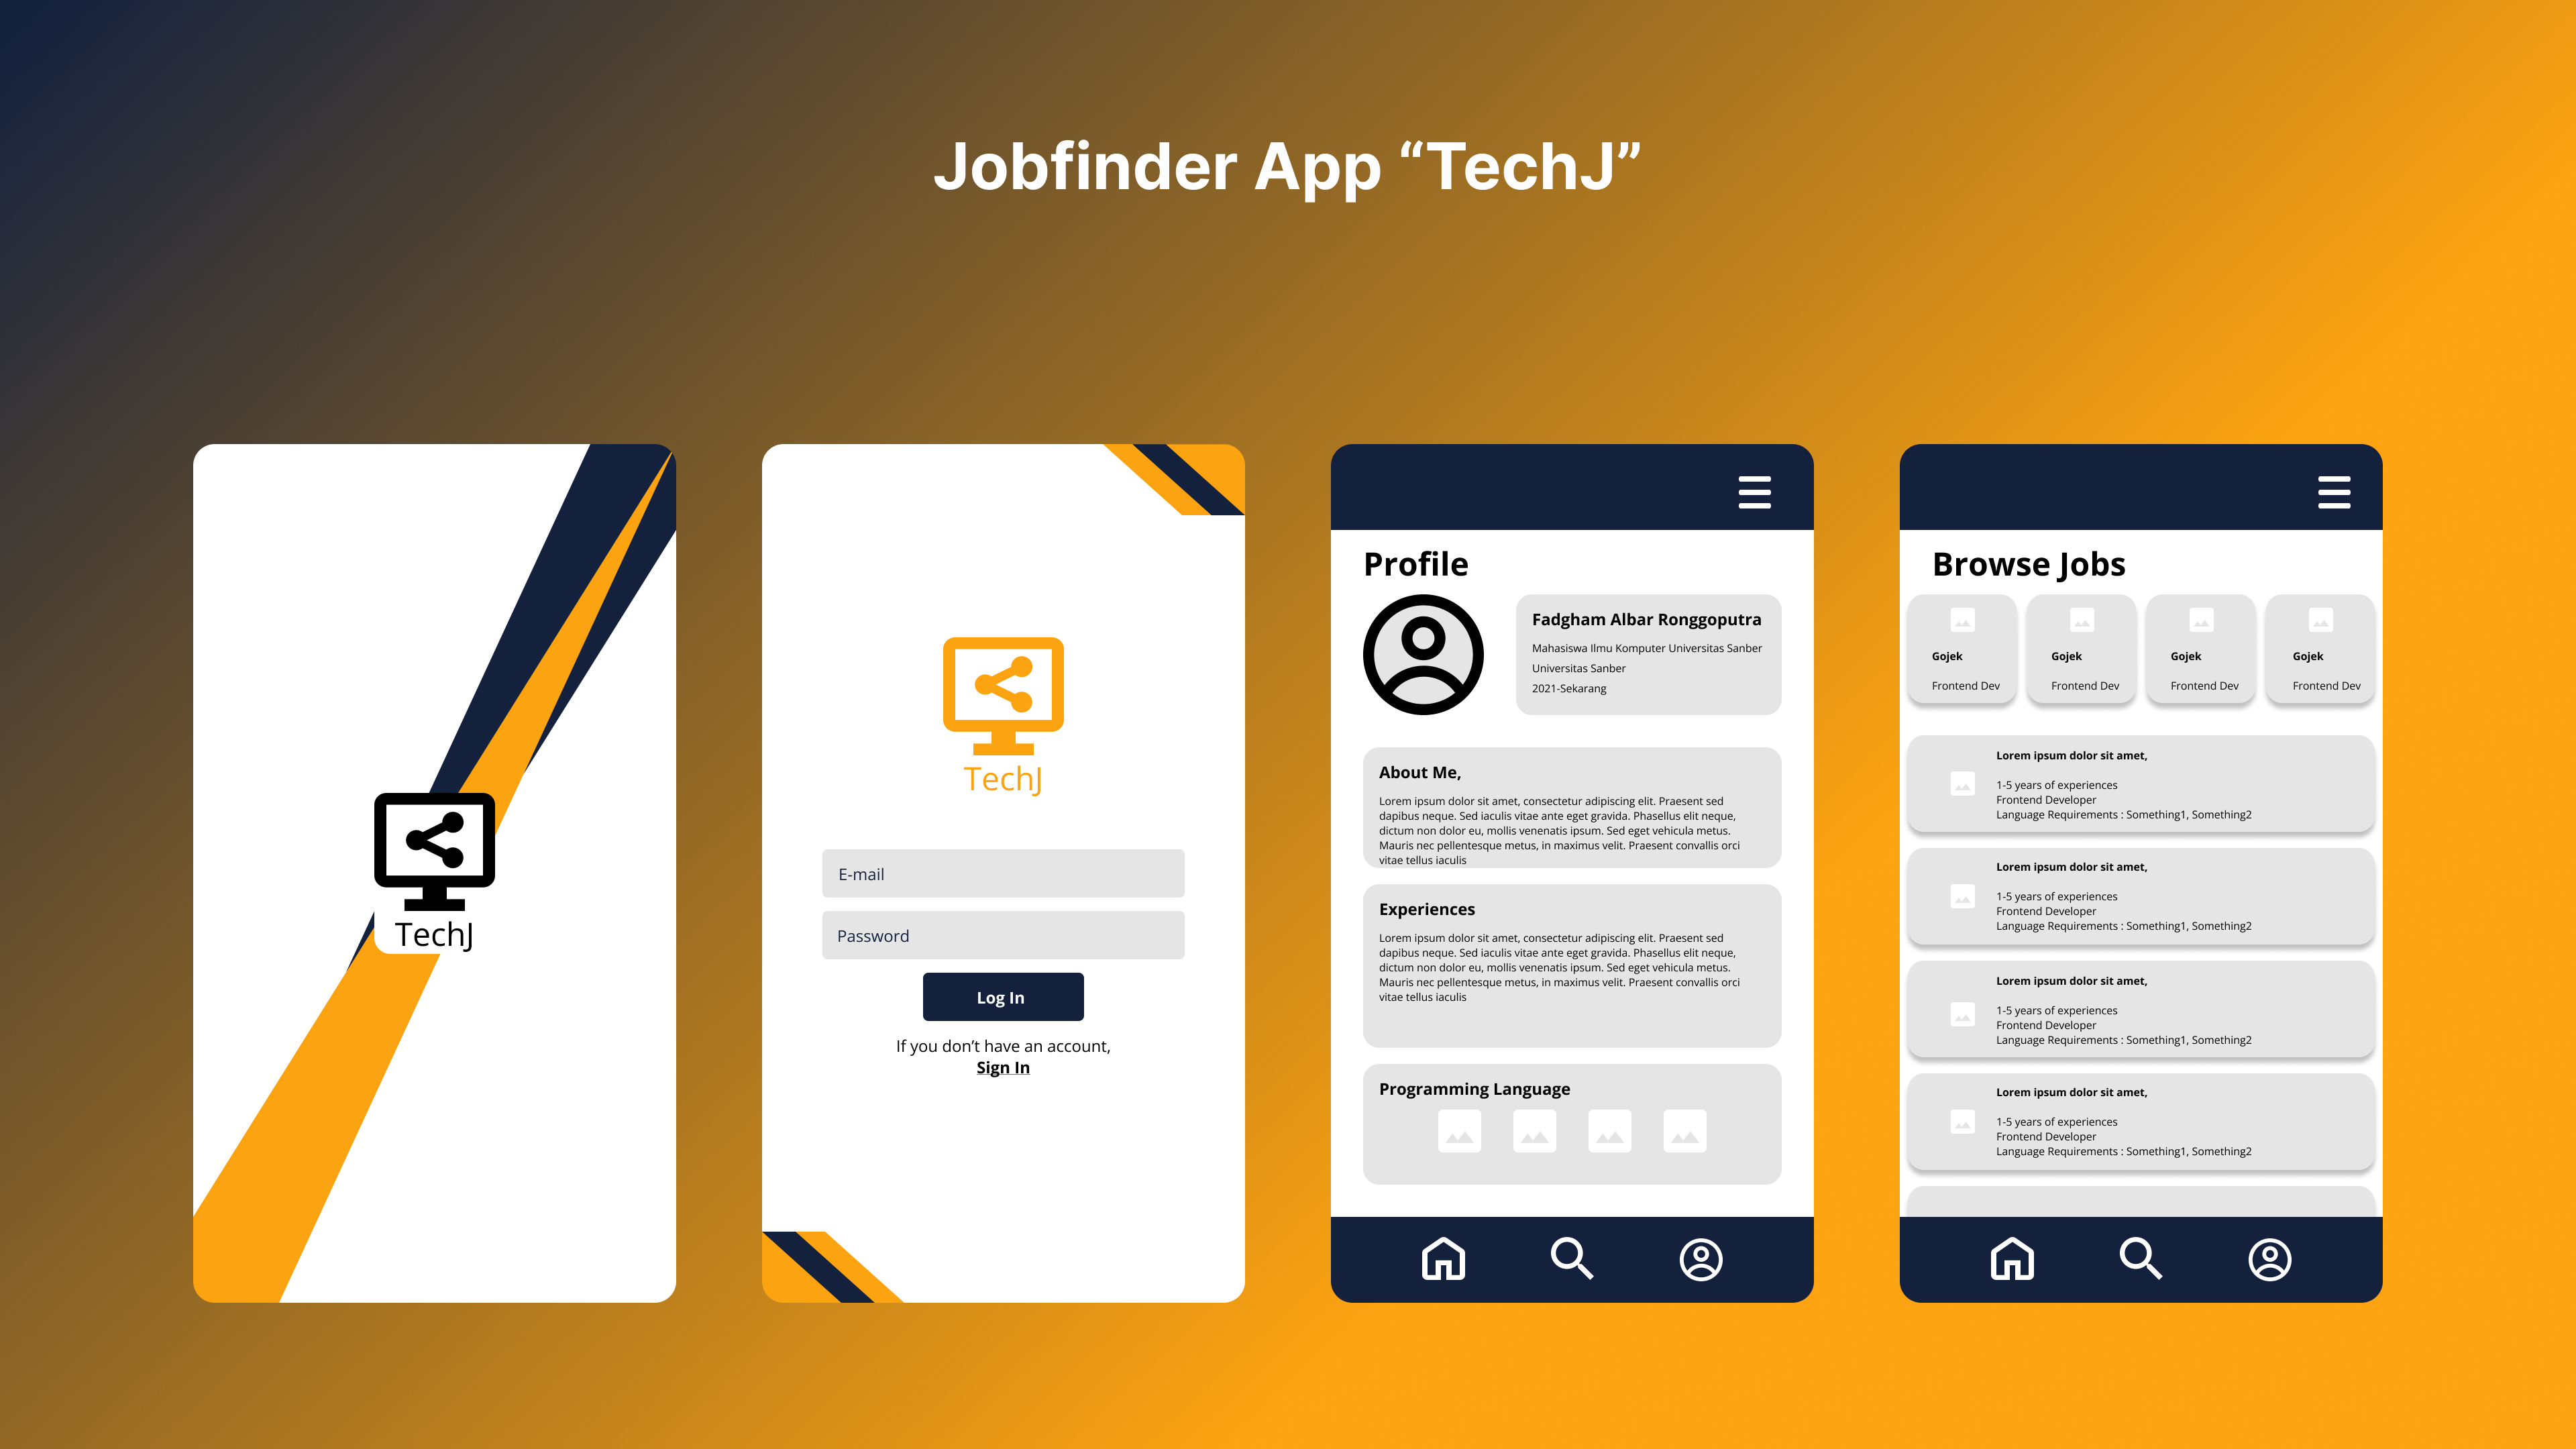 Jobfinder App “TechJ”
TechJ
TechJ
E-mail
Password
Log In
If you don’t have an account,
Sign In
Profile
Fadgham Albar Ronggoputra
Mahasiswa Ilmu Komputer Universitas Sanber
Universitas Sanber
2021-Sekarang
About Me,
Lorem ipsum dolor sit amet, consectetur adipiscing elit. Praesent sed
dapibus neque. Sed iaculis vitae ante eget gravida. Phasellus elit neque,
dictum non dolor eu, mollis venenatis ipsum. Sed eget vehicula metus.
Mauris nec pellentesque metus, in maximus velit. Praesent convallis orci
vitae tellus iaculis
Experiences
Lorem ipsum dolor sit amet, consectetur adipiscing elit. Praesent sed
dapibus neque. Sed iaculis vitae ante eget gravida. Phasellus elit neque,
dictum non dolor eu, mollis venenatis ipsum. Sed eget vehicula metus.
Mauris nec pellentesque metus, in maximus velit. Praesent convallis orci
vitae tellus iaculis
Programming Language
Browse Jobs
Gojek
Frontend Dev
Gojek
Frontend Dev
Gojek
Frontend Dev
Gojek
Frontend Dev
Lorem ipsum dolor sit amet,
1-5 years of experiences
Frontend Developer
Language Requirements : Something1, Something2
Lorem ipsum dolor sit amet,
1-5 years of experiences
Frontend Developer
Language Requirements : Something1, Something2
Lorem ipsum dolor sit amet,
1-5 years of experiences
Frontend Developer
Language Requirements : Something1, Something2
Lorem ipsum dolor sit amet,
1-5 years of experiences
Frontend Developer
Language Requirements : Something1, Something2